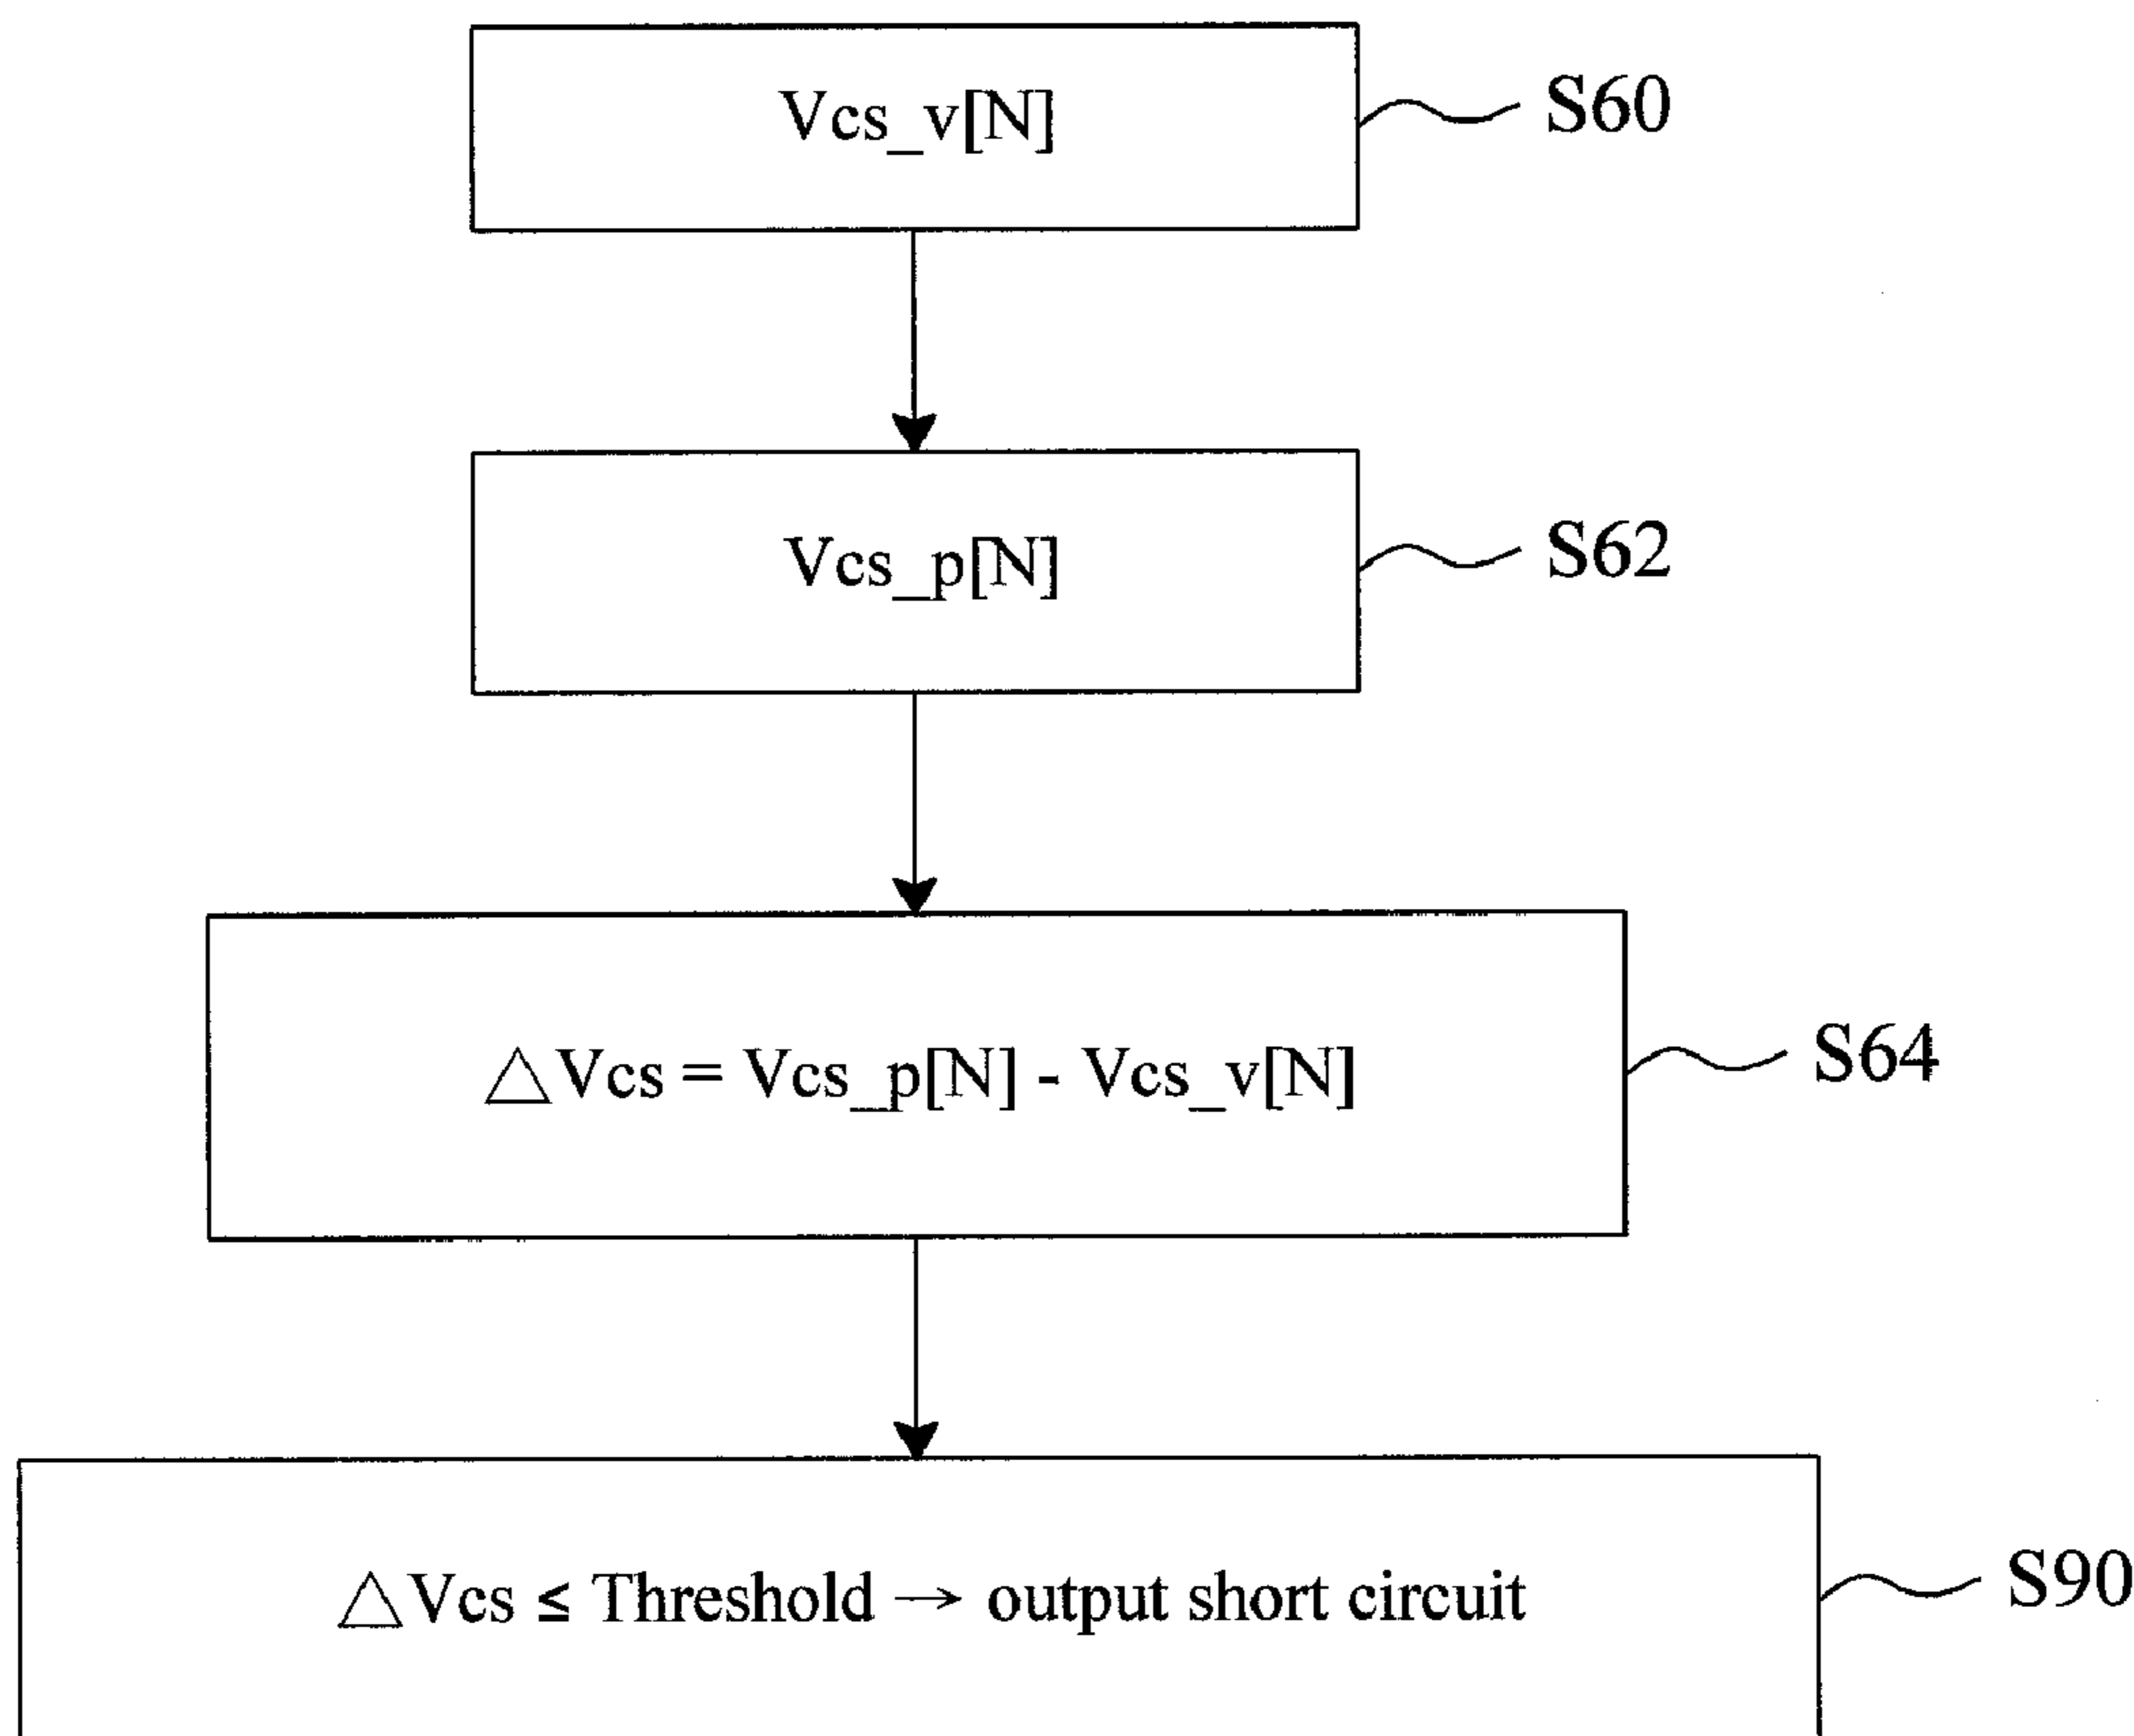 Vcs_v[N] S60
Vcs_p[N] S62
△Vcs = Vcs_p[N] - Vcs_v[N] S64
△Vcs ≤ Threshold → output short circuit S90